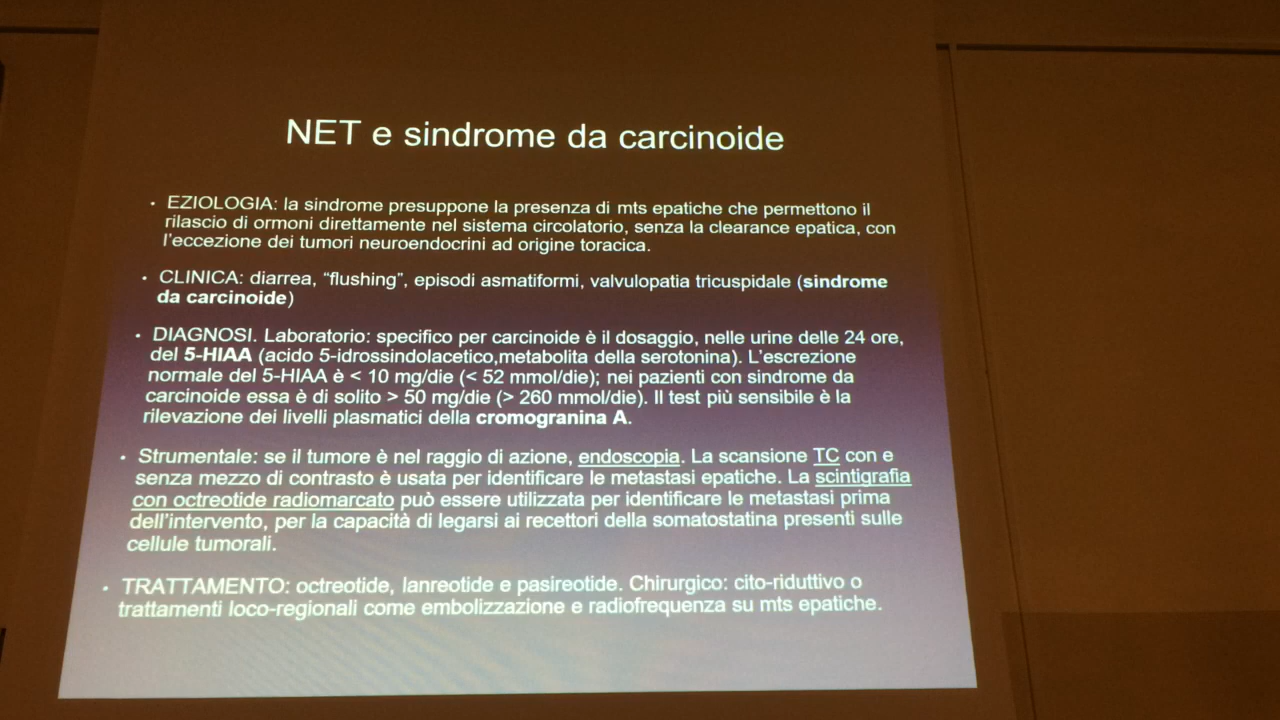 NET e sindrome da carcinoide
• EZIOLOGIA: la sindrome presuppone la presenza di mts epatiche che permettono il
rilascio di ormoni direttamente nel sistema circolatorio, senza la clearance epatica, con
l'eccezione dei tumori neuroendocrini ad origine toracica.
• CLINICA: diarrea, "flushing", episodi asmatiformi, valvulopatia tricuspidale (sindrome
da carcinoide)
• DIAGNOSI. Laboratorio: specifico per carcinoide è il dosaggio, nelle urine delle 24 ore,
del 5-HIAA (acido 5-idrossindolacetico,metabolita della serotonina). L'escrezione
normale del 5-HIAA è < 10 mg/die (< 52 mmol/die); nei pazienti con sindrome da
carcinoide essa è di solito > 50 mg/die (> 260 mmol/die). Il test più sensibile è la
rilevazione dei livelli plasmatici della cromogranina A.
• Strumentale: se il tumore è nel raggio di azione, endoscopia. La scansione TC con e
senza mezzo di contrasto è usata per identificare le metastasi epatiche. La scintigrafia
con octreotide radiomarcato può essere utilizzata per identificare le metastasi prima
dell'intervento, per la capacità di legarsi ai recettori della somatostatina presenti sulle
cellule tumorali.
• TRATTAMENTO: octreotide, lanreotide e pasireotide. Chirurgico: cito-riduttivo o
trattamenti loco-regionali come embolizzazione e radiofrequenza su mts epatiche.